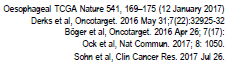 Oesophageal TCGA Nature 541, 169–175 (12 January 2017)
Derks et al, Oncotarget. 2016 May 31;7(22):32925-32
Böger et al, Oncotarget. 2016 Apr 26; 7(17):
Ock et al, Nat Commun. 2017; 8: 1050.
Sohn et al, Clin Cancer Res. 2017 Jul 26.